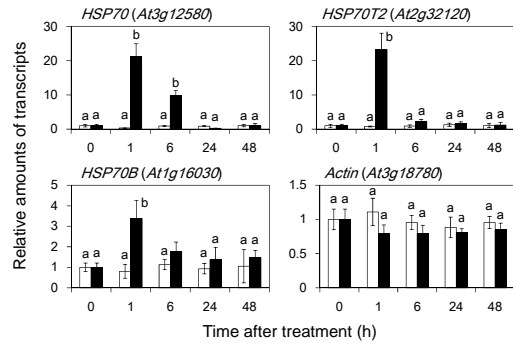 HSP70 (At3g12580)
HSP70T2 (At2g32120)
30
20
10
0
a a a b a b a a a a
0 1 6 24 48
30
20
10
0
a a a b a a a a a a
0 1 6 24 48
HSP70B (At1g16030)
Actin (At3g18780)
5
4
3
2
1
0
a a a b a a a a a a
0 1 6 24 48
1.5
1
0.5
0
a a a a a a a a a a
0 1 6 24 48
Relative amounts of transcripts
Time after treatment (h)